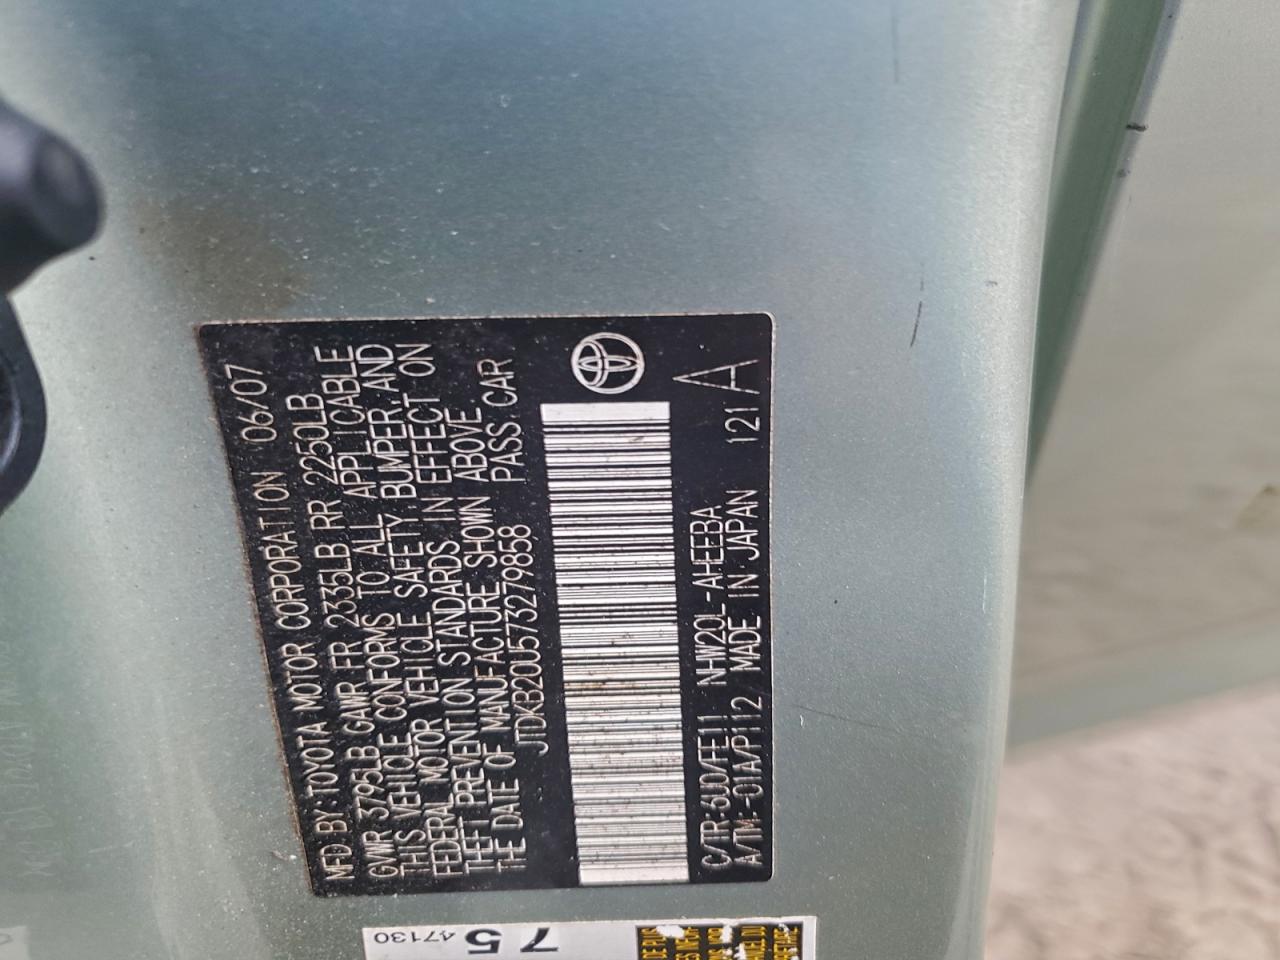 MFD BY: TOYOTA MOTOR CORPORATION 06/07
GVWR 3795LB GAWR FR 2335LB RR 2250LB
THIS VEHICLE CONFORMS TO ALL APPLICABLE
FEDERAL MOTOR VEHICLE SAFETY, BUMPER, AND
THEFT PREVENTION STANDARDS IN EFFECT ON
THE DATE OF MANUFACTURE SHOWN ABOVE
JTDKB20U573279858 PASS. CAR
C/TR:6U0/FE11 NHW20L-AHEEBA
A/TM:-01A/P112 MADE IN JAPAN 121 A
75
47130
DE PLUS